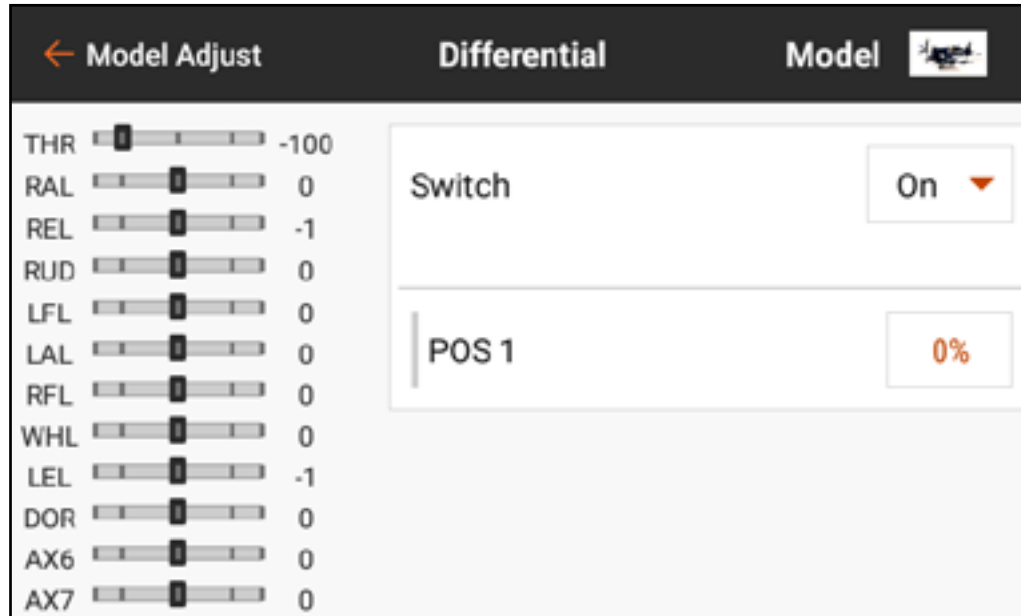 Model Adjust
Differential
Model
THR -100
RAL 0
REL -1
RUD 0
LFL 0
LAL 0
RFL 0
WHL 0
LEL -1
DOR 0
AX6 0
AX7 0
Switch On
POS 1 0%